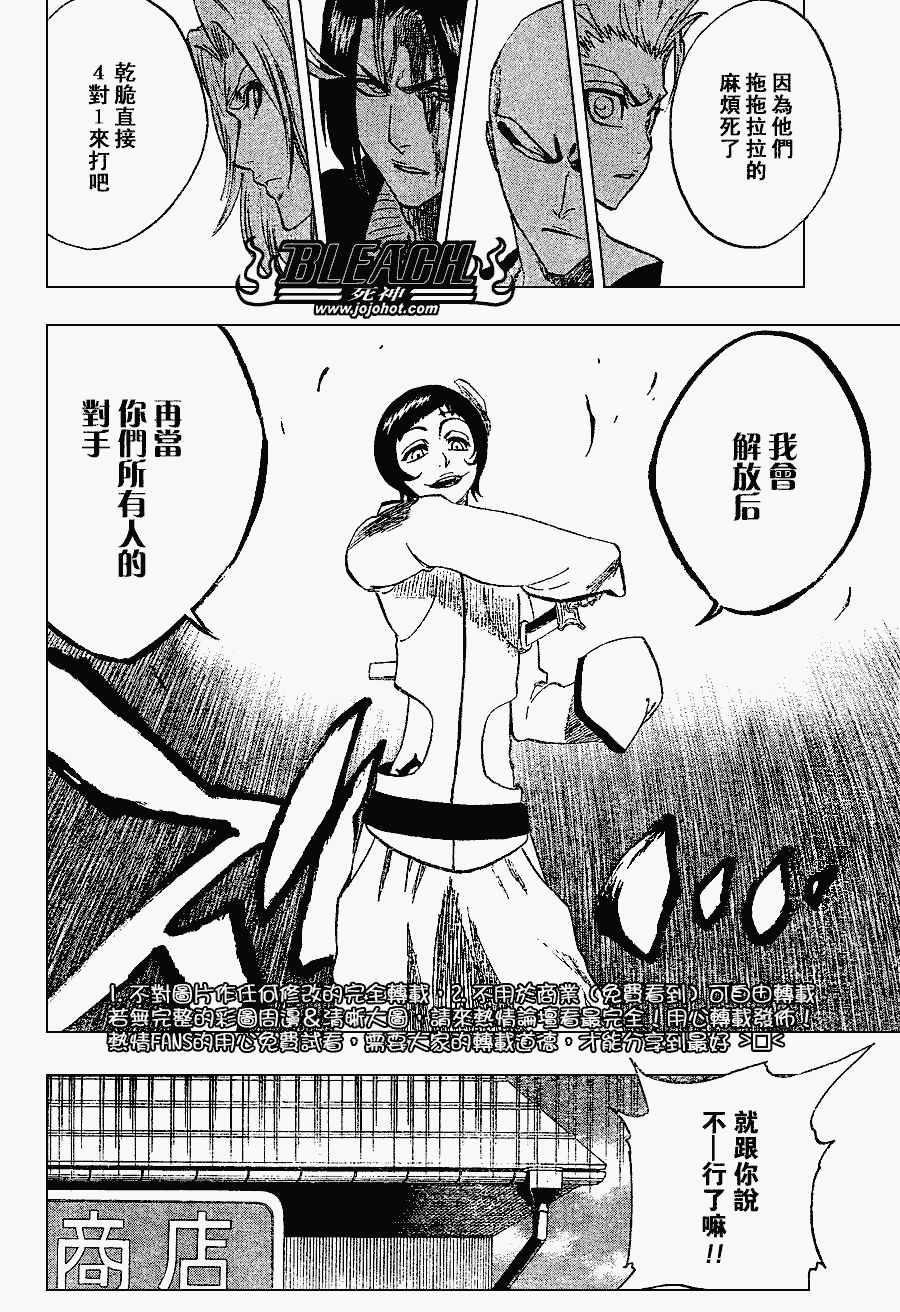 因為他們
拖拖拉拉的
麻煩死了
乾脆直接
4對1來打吧
BLEACH
死神
www.jojohot.com
我會
解放后
再當
你們所有人的
對手
1.不對圖片作任何修改的完全轉載，2.不用於商業（免費看到）可自由轉載
若無完整的彩圖周漫&清晰大圖，請來熱情論壇看最完全！用心轉載發佈！
熱情FANS的用心免費試看，需要大家的轉載道德，才能分享到最好 >口<
就跟你說
不—行了嘛!!
商店